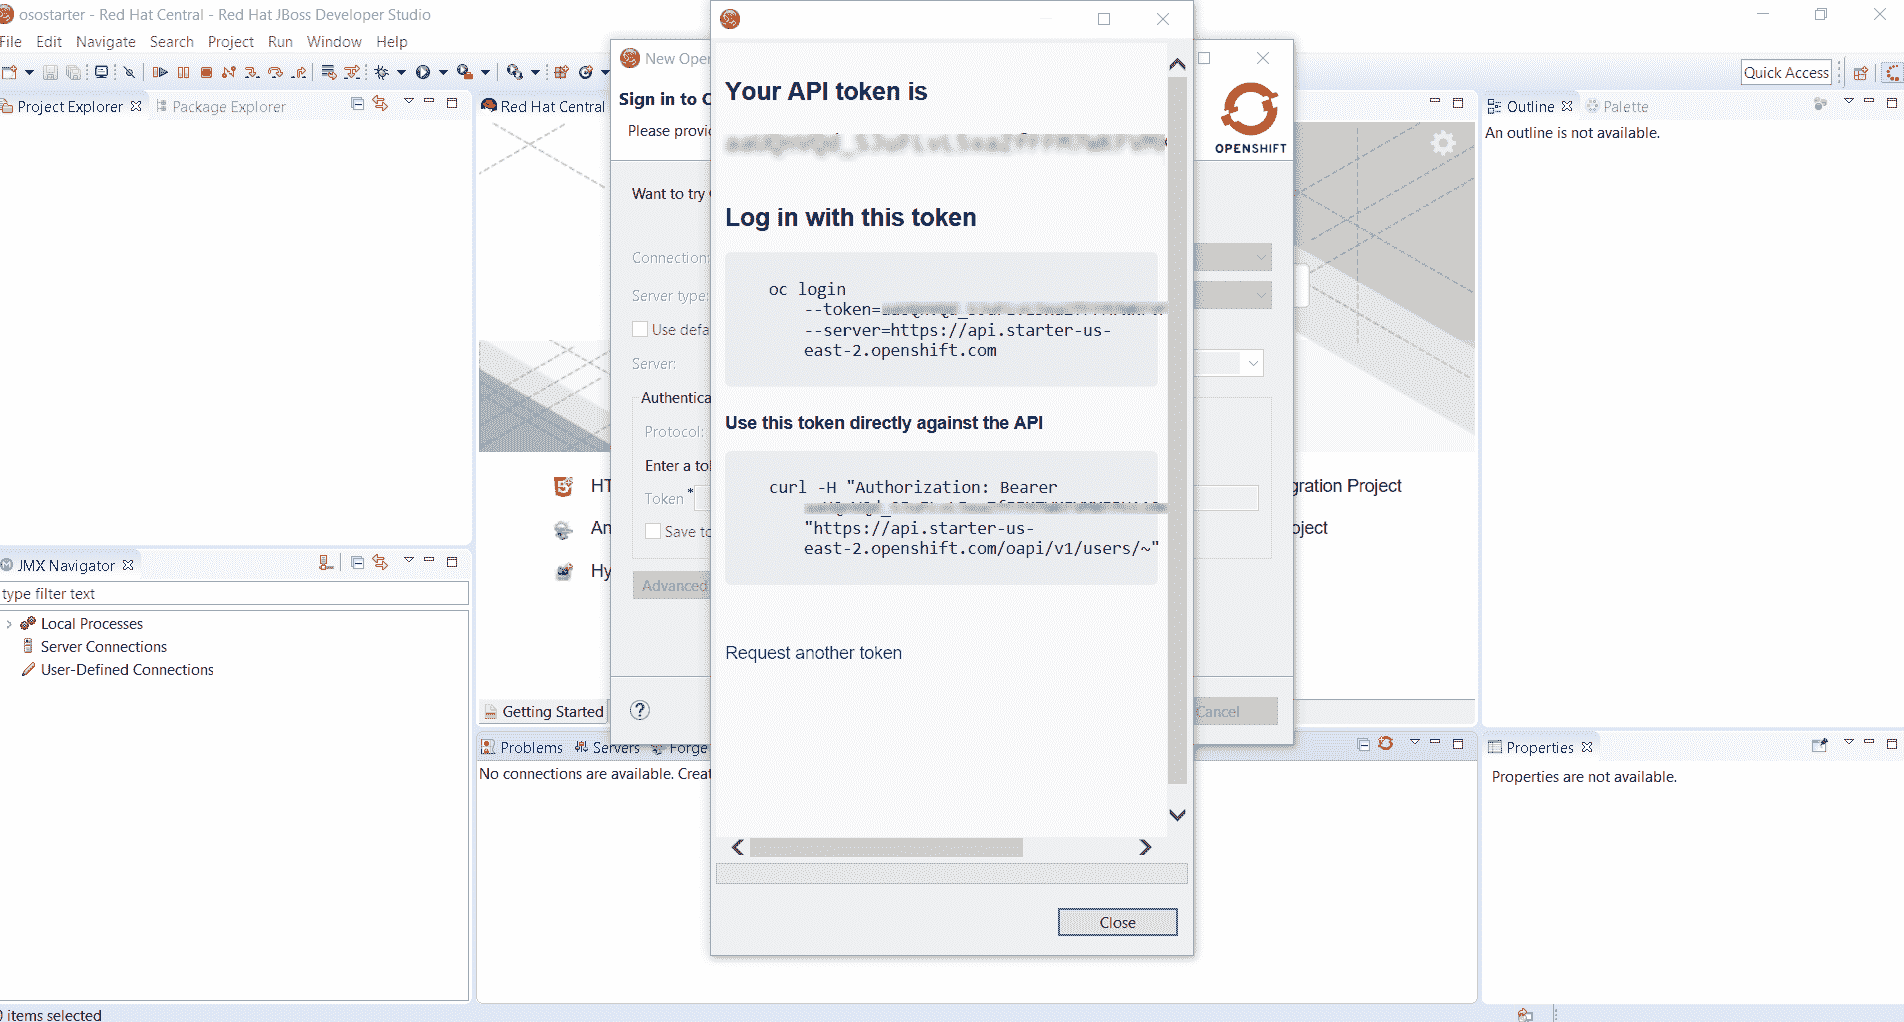 osostarter - Red Hat Central - Red Hat JBoss Developer Studio
File Edit Navigate Search Project Run Window Help
Quick Access
Project Explorer
Package Explorer
Red Hat Central
Outline
Palette
An outline is not available.
New Oper
Sign in to
Please provi
OPENSHIFT
Want to try
Connection:
Server type:
Use defa
Server:
Authentica
Protocol:
Enter a to
Token *
Save to
Advanced
Cancel
Your API token is
Log in with this token
oc login
--token=
--server=https://api.starter-us-
east-2.openshift.com
Use this token directly against the API
curl -H "Authorization: Bearer
"https://api.starter-us-
east-2.openshift.com/oapi/v1/users/~"
Request another token
Close
HT
An
Hy
gration Project
oject
Getting Started
JMX Navigator
type filter text
Local Processes
Server Connections
User-Defined Connections
Problems
Servers
Forge
No connections are available. Creat
Properties
Properties are not available.
0 items selected